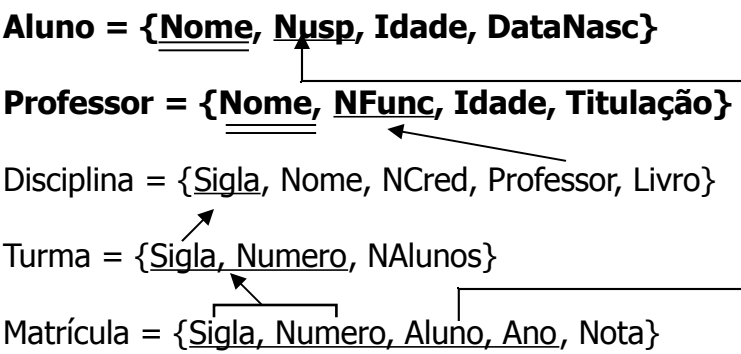 Aluno = {Nome, Nusp, Idade, DataNasc}
Professor = {Nome, NFunc, Idade, Titulação}
Disciplina = {Sigla, Nome, NCred, Professor, Livro}
Turma = {Sigla, Numero, NAlunos}
Matrícula = {Sigla, Numero, Aluno, Ano, Nota}